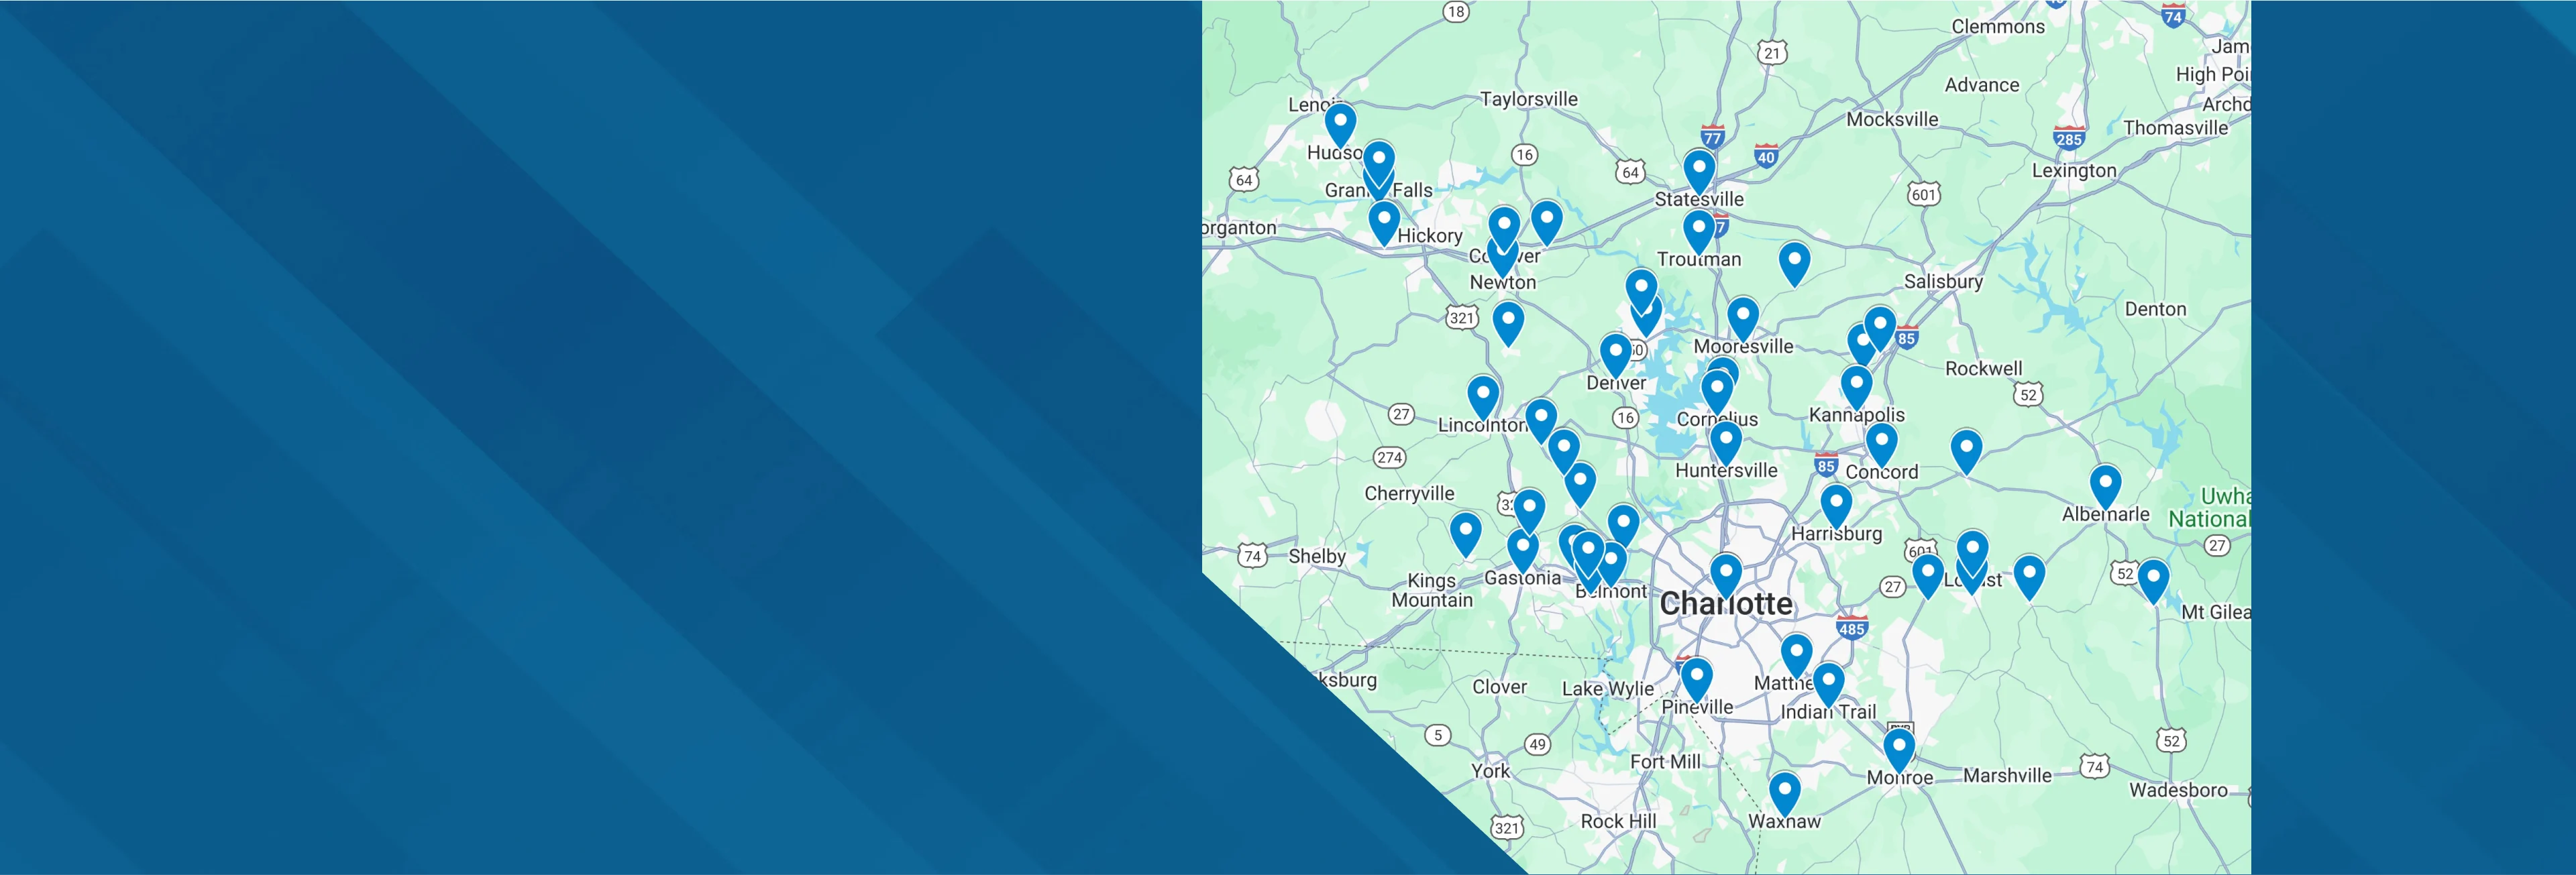 18
Clemmons
74
21
Jam
High Poi
Advance
Lenoir
Taylorsville
Archd
Mocksville
Thomasville
77
285
Hudso
16
40
64
64
Lexington
Gran Falls
601
Statesville
organton
Hickory
7
Co ver
Troutman
Newton
Salisbury
Denton
321
85
Mooresville
Rockwell
Denver
52
27
16
Cornelius
Kannapolis
Lincolnton
274
Huntersville
85
Concord
Cherryville
Uwha
National
32
Albemarle
Harrisburg
74
Shelby
601
27
Kings
Mountain
Gastonia
Belmont
27
Locust
52
Charlotte
Mt Gilea
485
ksburg
Clover
Lake Wylie
Matthe
Pineville
Indian Trail
5
49
52
York
Fort Mill
Monroe
Marshville
74
Wadesboro
321
Rock Hill
Waxhaw